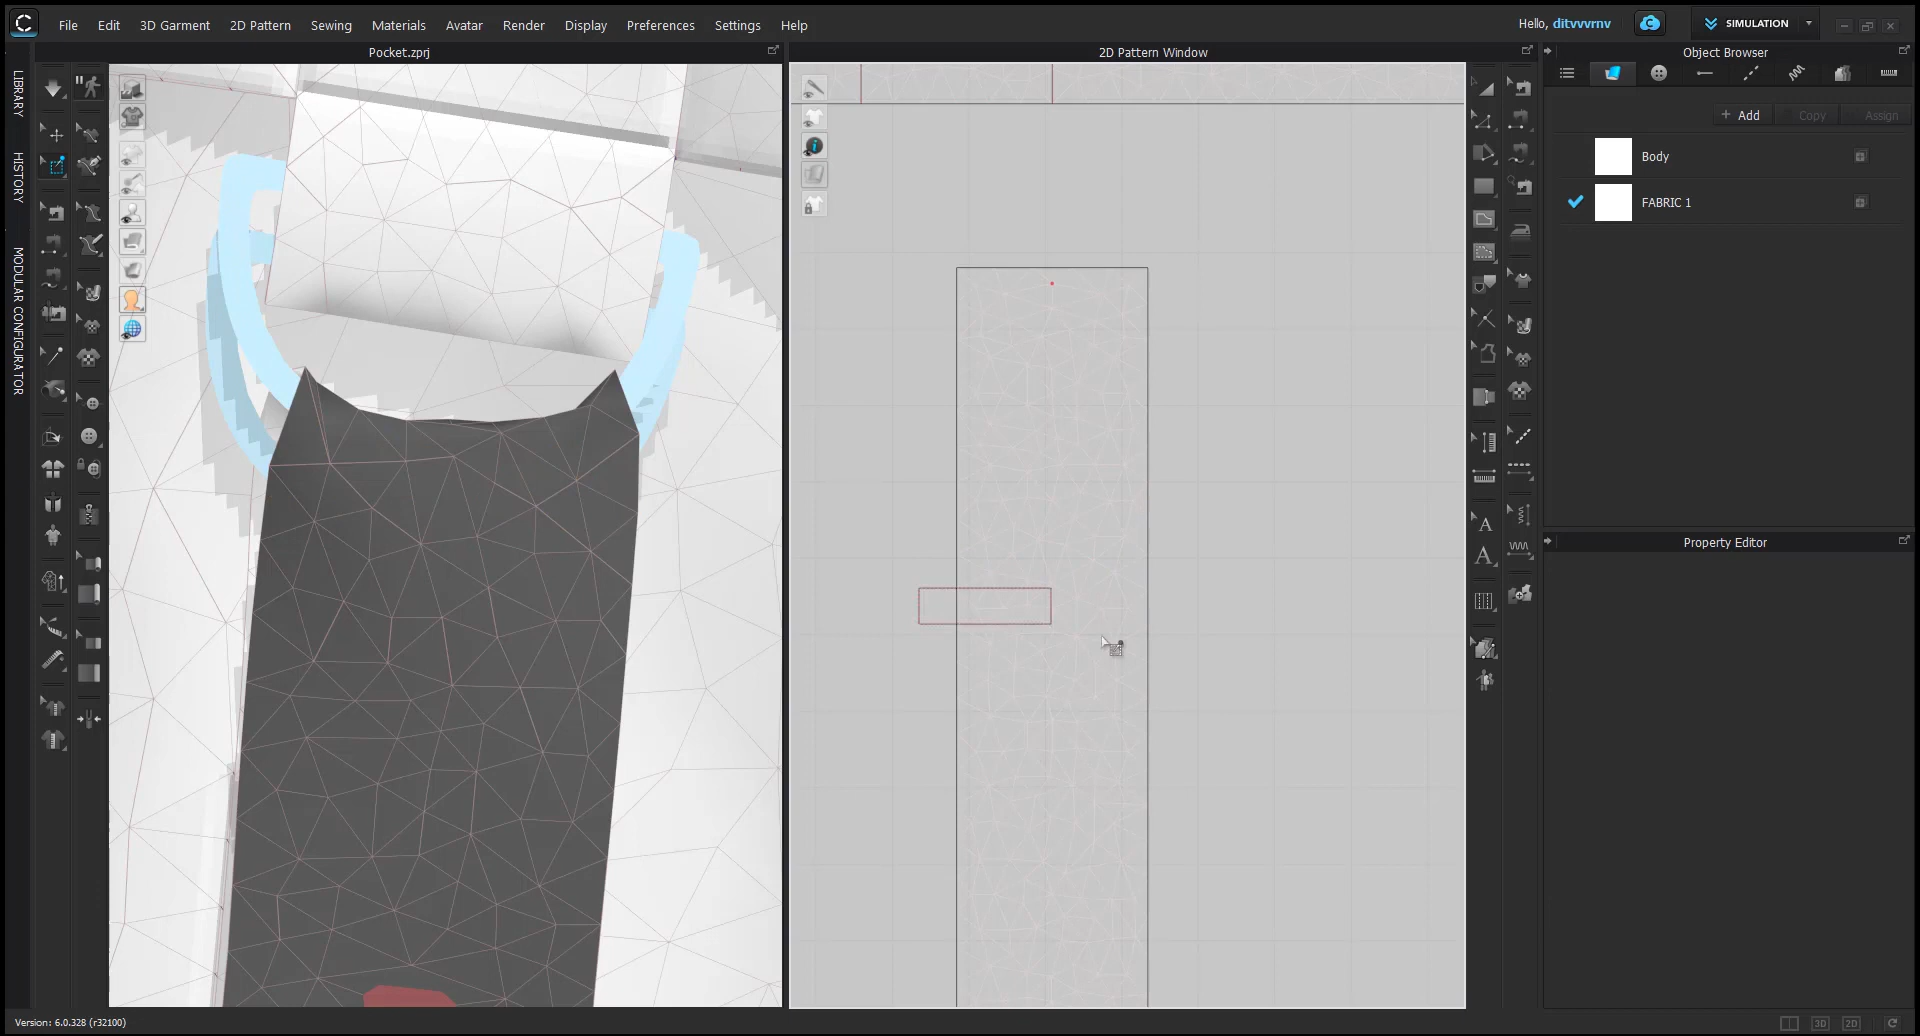 File Edit 3D Garment 2D Pattern Sewing Materials Avatar Render Display Preferences Settings Help
Hello, ditvvvrnv
SIMULATION
Pocket.zprj
2D Pattern Window
Object Browser
LIBRARY
HISTORY
MODULAR CONFIGURATOR
+ Add
Copy
Assign
Body
FABRIC 1
Property Editor
A
A
Version: 6.0.328 (r32100)
3D
2D